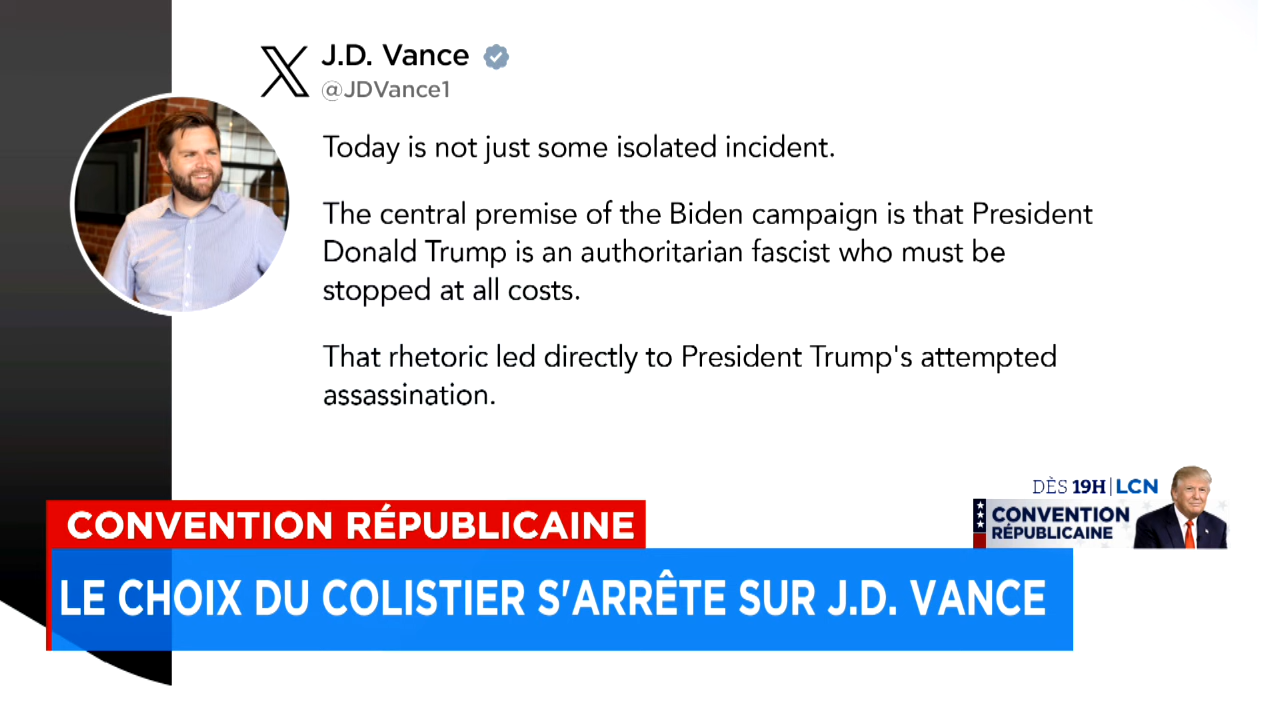 J.D. Vance
@JDVance1
Today is not just some isolated incident.
The central premise of the Biden campaign is that President
Donald Trump is an authoritarian fascist who must be
stopped at all costs.
That rhetoric led directly to President Trump's attempted
assassination.
DÈS 19H | LCN
CONVENTION
RÉPUBLICAINE
CONVENTION RÉPUBLICAINE
LE CHOIX DU COLISTIER S'ARRÊTE SUR J.D. VANCE